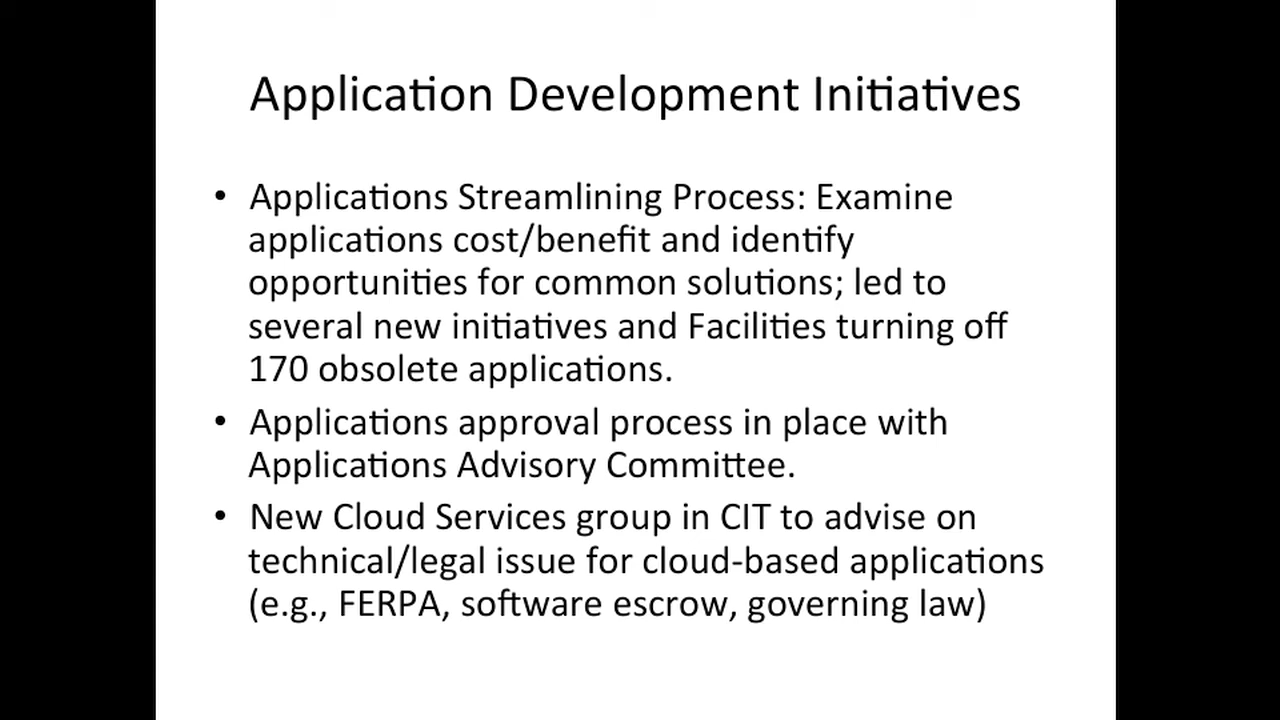 Application Development Initiatives
• Applications Streamlining Process: Examine
applications cost/benefit and identify
opportunities for common solutions; led to
several new initiatives and Facilities turning off
170 obsolete applications.
• Applications approval process in place with
Applications Advisory Committee.
• New Cloud Services group in CIT to advise on
technical/legal issue for cloud-based applications
(e.g., FERPA, software escrow, governing law)